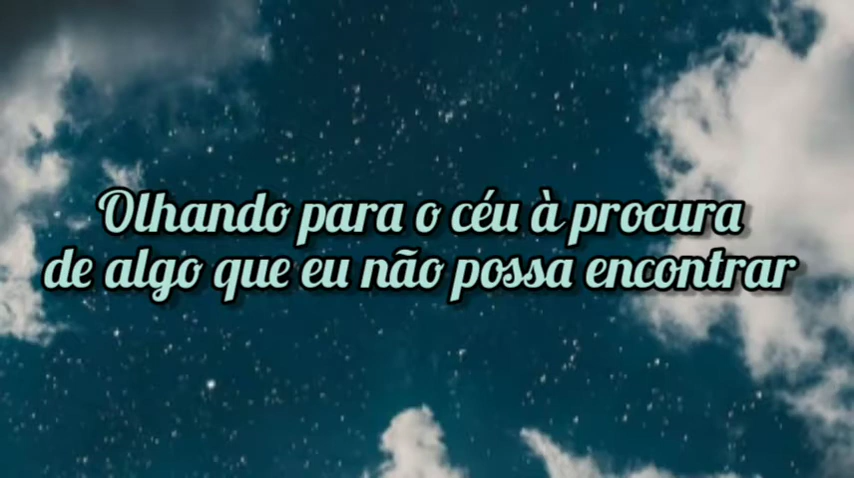 Olhando para o céu à procura
de algo que eu não possa encontrar